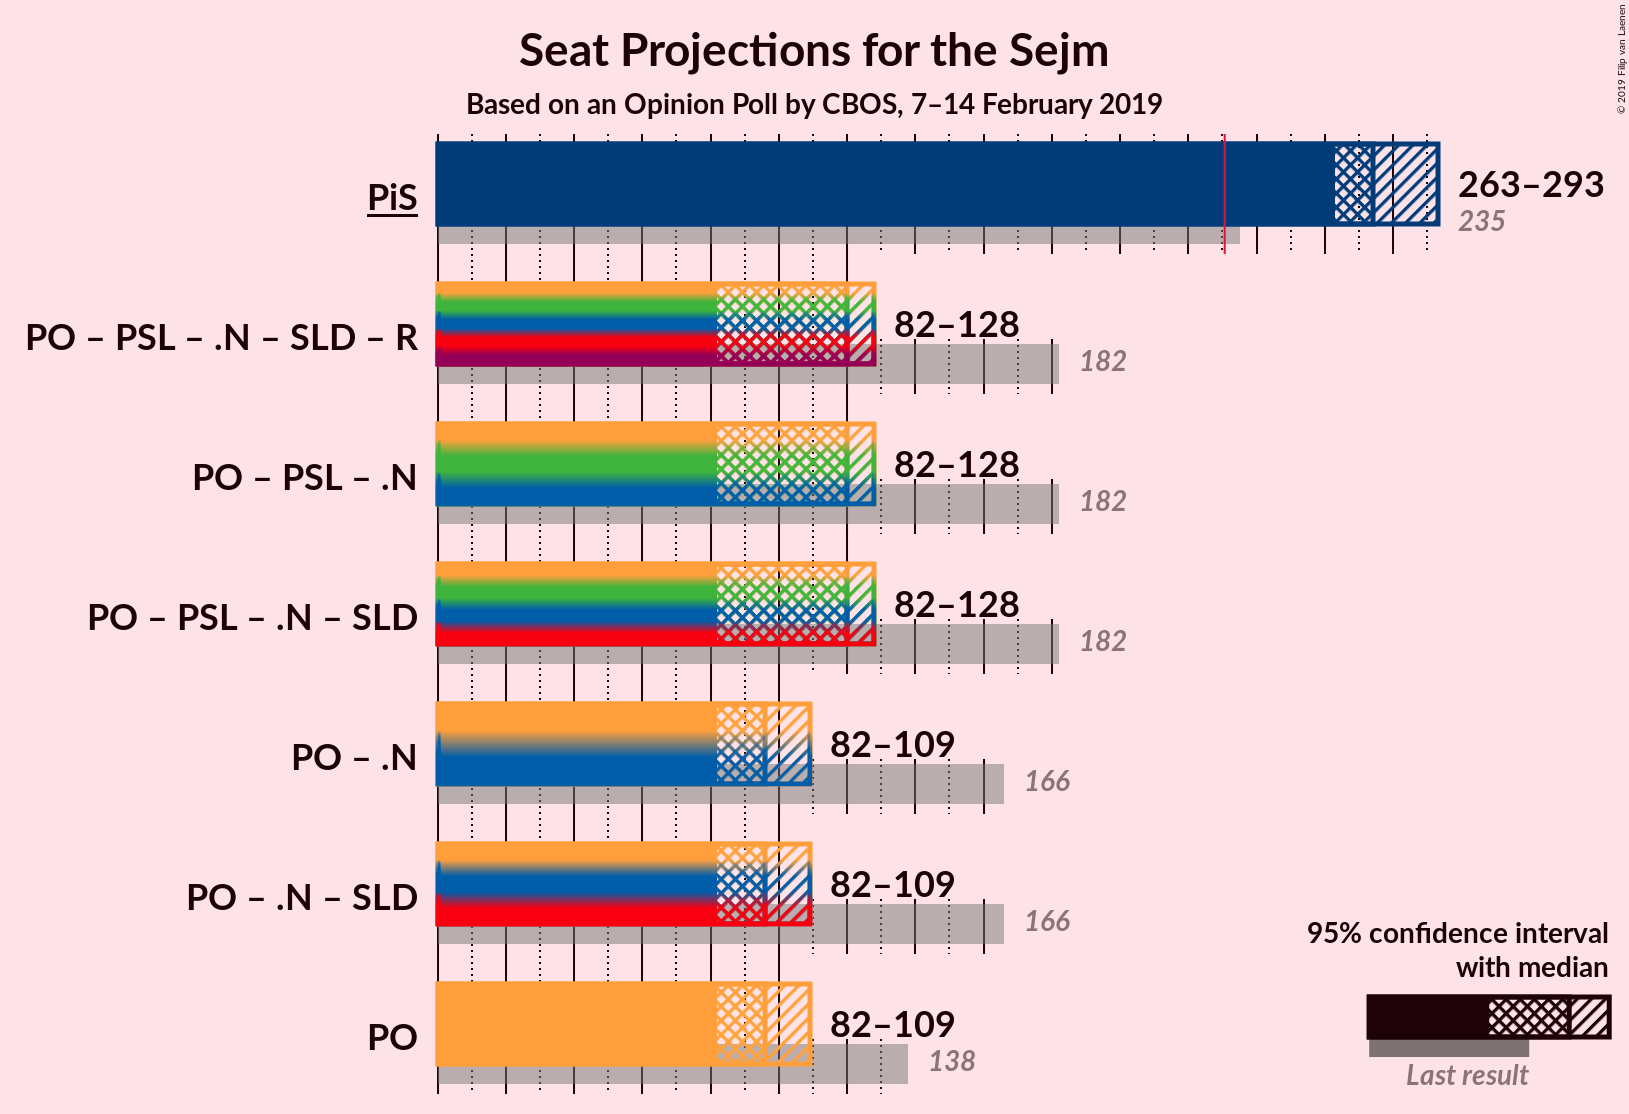 Seat Projections for the Sejm
Based on an Opinion Poll by CBOS, 7–14 February 2019
© 2019 Filip van Laenen
PiS
263–293
235
PO – PSL – .N – SLD – R
82–128
182
PO – PSL – .N
82–128
182
PO – PSL – .N – SLD
82–128
182
PO – .N
82–109
166
PO – .N – SLD
82–109
166
PO
82–109
138
95% confidence interval
with median
Last result